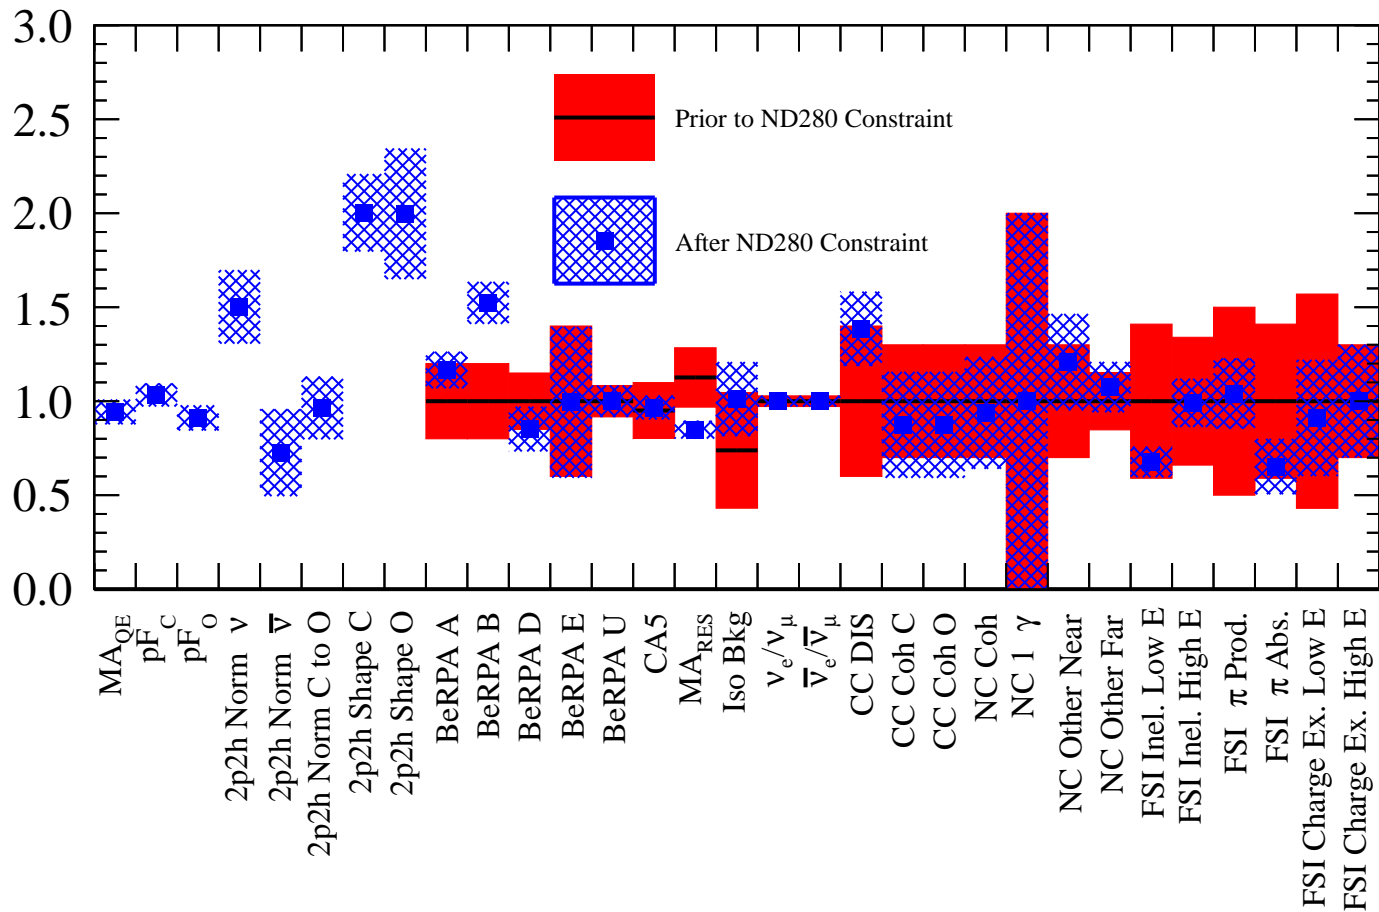 3.0
2.5
2.0
1.5
1.0
0.5
0.0
Prior to ND280 Constraint
After ND280 Constraint
MA_QE
pF_C
pF_O
2p2h Norm ν
2p2h Norm ν̅
2p2h Norm C to O
2p2h Shape C
2p2h Shape O
BeRPA A
BeRPA B
BeRPA D
BeRPA E
BeRPA U
CA5
MA_RES
Iso Bkg
ν_e/ν_μ
ν̅_e/ν̅_μ
CC DIS
CC Coh C
CC Coh O
NC Coh
NC 1 γ
NC Other Near
NC Other Far
FSI Inel. Low E
FSI Inel. High E
FSI π Prod.
FSI π Abs.
FSI Charge Ex. Low E
FSI Charge Ex. High E